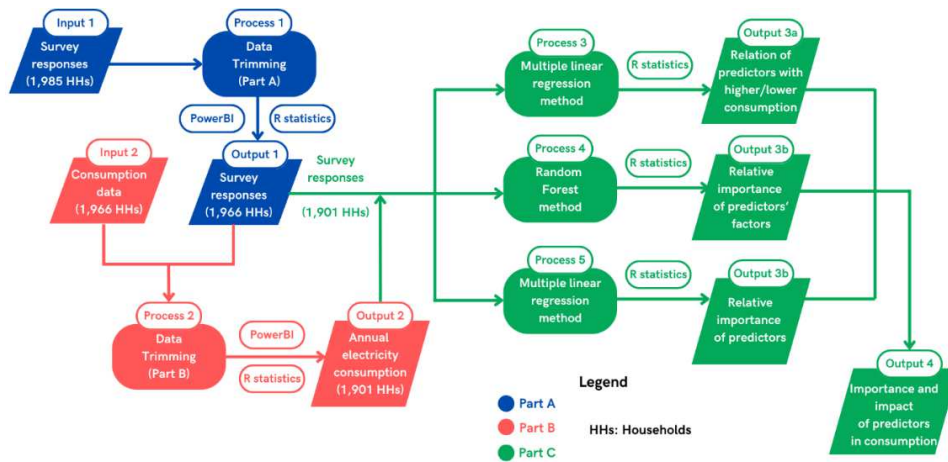 Input 1
Survey
responses
(1,985 HHs)
Process 1
Data
Trimming
(Part A)
PowerBI
R statistics
Input 2
Consumption
data
(1,966 HHs)
Output 1
Survey
responses
(1,966 HHs)
Survey
responses
(1,901 HHs)
Process 2
Data
Trimming
(Part B)
PowerBI
R statistics
Output 2
Annual
electricity
consumption
(1,901 HHs)
Process 3
Multiple linear
regression
method
R statistics
Output 3a
Relation of
predictors with
higher/lower
consumption
Process 4
Random
Forest
method
R statistics
Output 3b
Relative
importance
of predictors'
factors
Process 5
Multiple linear
regression
method
R statistics
Output 3b
Relative
importance
of predictors
Output 4
Importance and
impact
of predictors
in consumption
Legend
Part A
Part B
Part C
HHs: Households